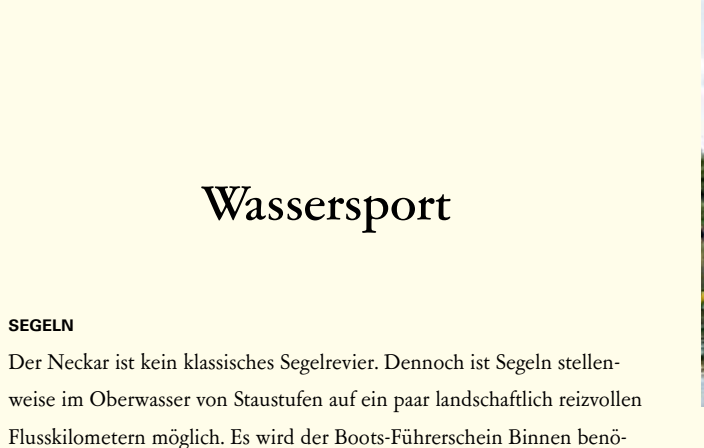 Wassersport
SEGELN
Der Neckar ist kein klassisches Segelrevier. Dennoch ist Segeln stellen-
weise im Oberwasser von Staustufen auf ein paar landschaftlich reizvollen
Flusskilometern möglich. Es wird der Boots-Führerschein Binnen benö-